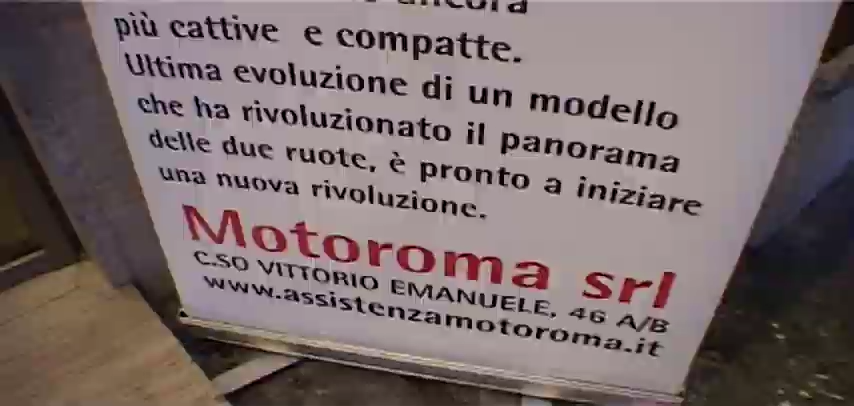 ancora
più cattive e compatte.
Ultima evoluzione di un modello
che ha rivoluzionato il panorama
delle due ruote, è pronto a iniziare
una nuova rivoluzione.
Motoroma srl
C.SO VITTORIO EMANUELE, 46 A/B
www.assistenzamotoroma.it